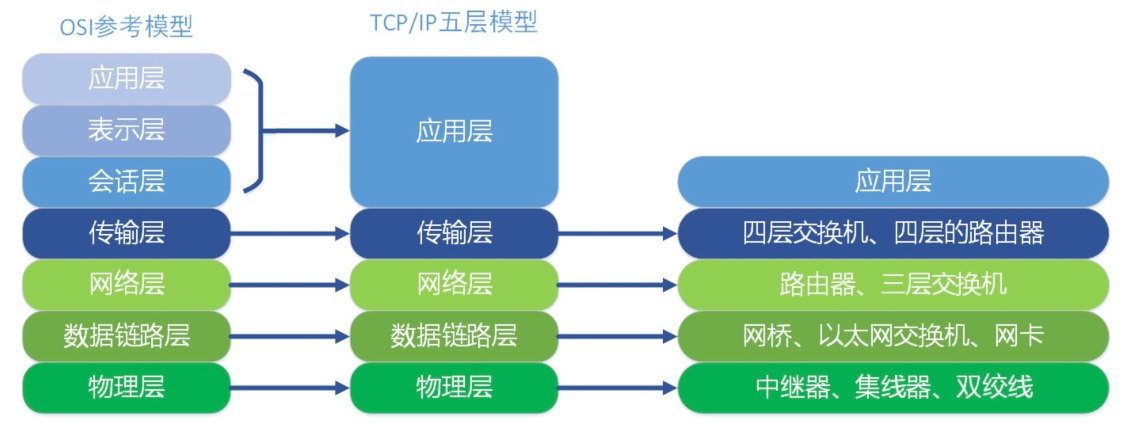 OSI参考模型
TCP/IP五层模型
应用层
表示层
会话层
传输层
网络层
数据链路层
物理层
应用层
传输层
网络层
数据链路层
物理层
应用层
四层交换机、四层的路由器
路由器、三层交换机
网桥、以太网交换机、网卡
中继器、集线器、双绞线